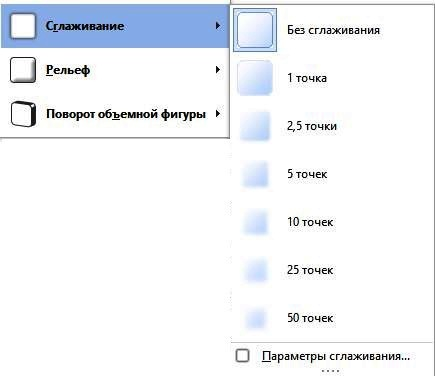 Сглаживание
Рельеф
Поворот объемной фигуры
Без сглаживания
1 точка
2,5 точки
5 точек
10 точек
25 точек
50 точек
Параметры сглаживания...